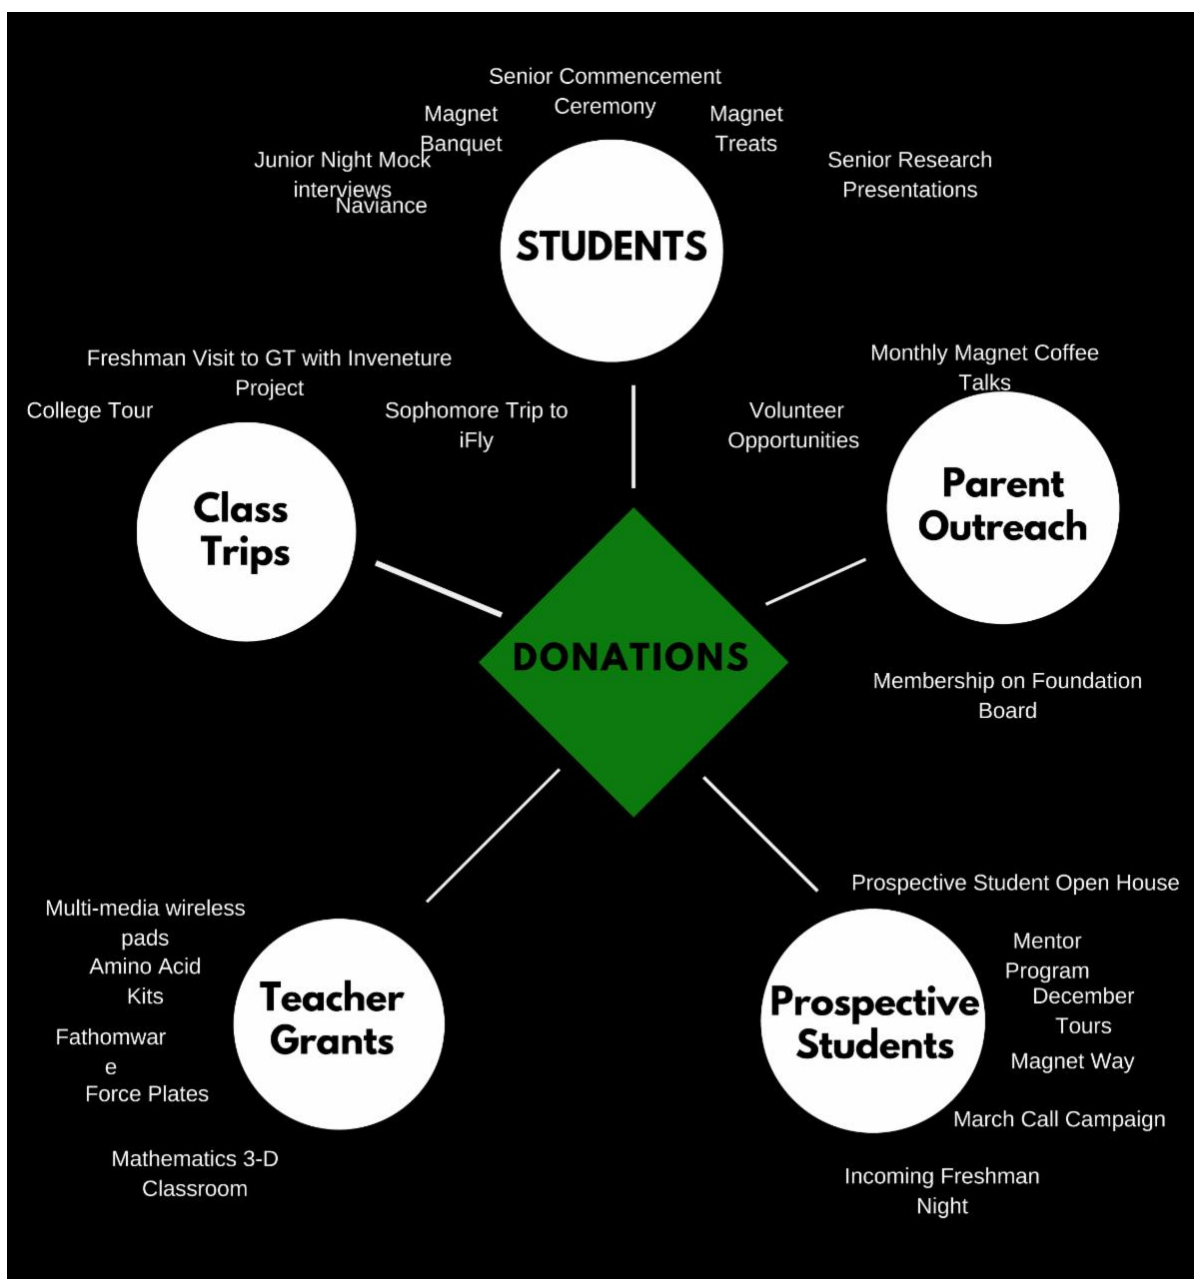 Senior Commencement
Ceremony
Magnet
Banquet
Magnet
Treats
Junior Night Mock
interviews
Naviance
Senior Research
Presentations
STUDENTS
Freshman Visit to GT with Inveneture
Project
College Tour
Sophomore Trip to
iFly
Class
Trips
Monthly Magnet Coffee
Talks
Volunteer
Opportunities
Parent
Outreach
Membership on Foundation
Board
DONATIONS
Multi-media wireless
pads
Amino Acid
Kits
Fathomwar
e
Force Plates
Mathematics 3-D
Classroom
Teacher
Grants
Prospective Student Open House
Mentor
Program
December
Tours
Magnet Way
March Call Campaign
Incoming Freshman
Night
Prospective
Students